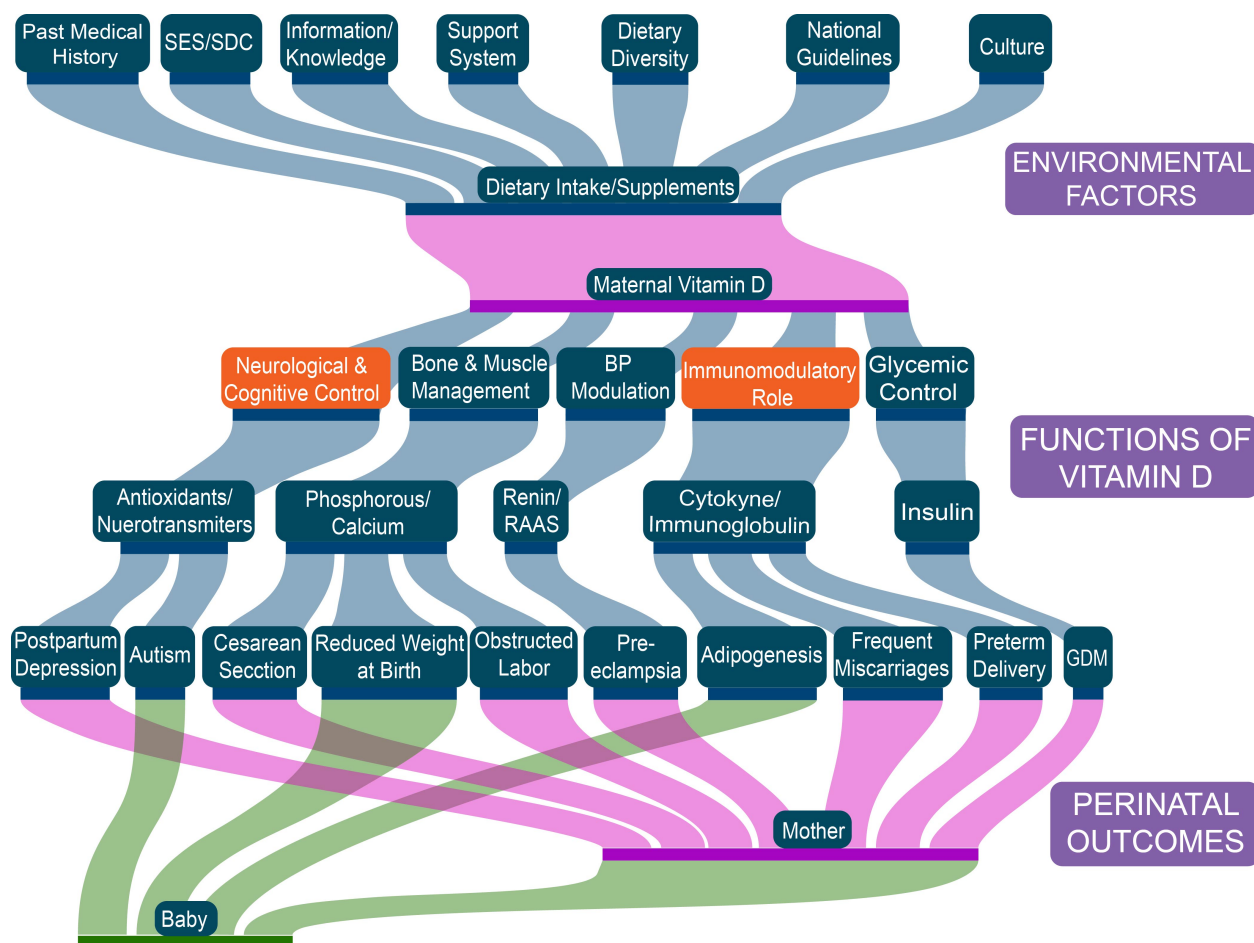 Past Medical
History
SES/SDC
Information/
Knowledge
Support
System
Dietary
Diversity
National
Guidelines
Culture
ENVIRONMENTAL
FACTORS
Dietary Intake/Supplements
Maternal Vitamin D
Neurological &
Cognitive Control
Bone & Muscle
Management
BP
Modulation
Immunomodulatory
Role
Glycemic
Control
FUNCTIONS OF
VITAMIN D
Antioxidants/
Nuerotransmiters
Phosphorous/
Calcium
Renin/
RAAS
Cytokyne/
Immunoglobulin
Insulin
Postpartum
Depression
Autism
Cesarean
Secction
Reduced Weight
at Birth
Obstructed
Labor
Pre-
eclampsia
Adipogenesis
Frequent
Miscarriages
Preterm
Delivery
GDM
PERINATAL
OUTCOMES
Mother
Baby